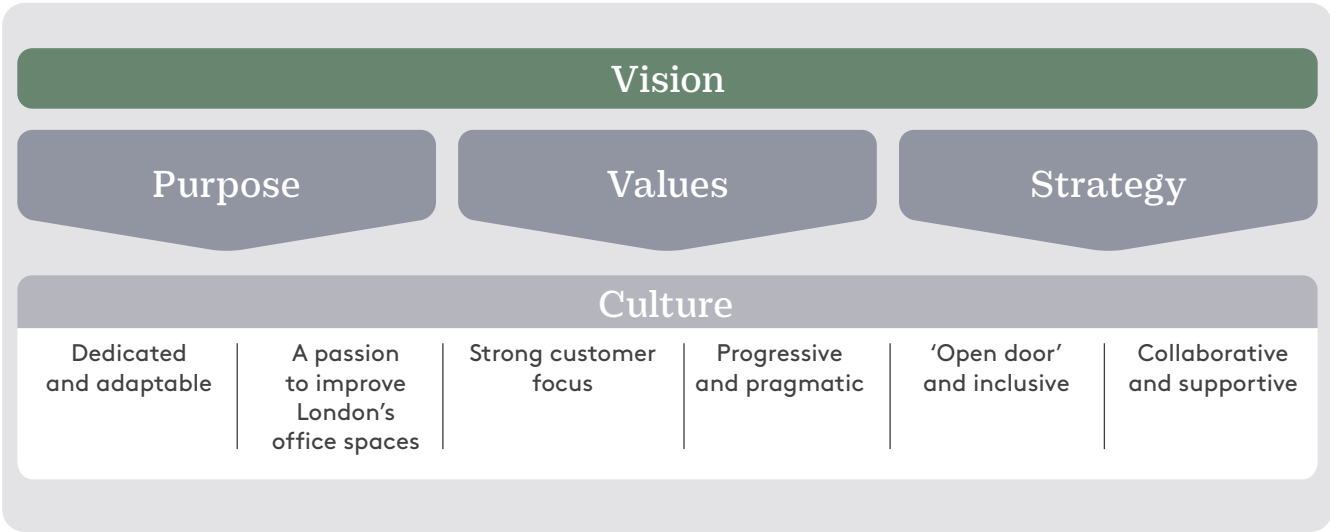 Vision
Purpose
Values
Strategy
Culture
Dedicated
and adaptable
A passion
to improve
London’s
office spaces
Strong customer
focus
Progressive
and pragmatic
‘Open door’
and inclusive
Collaborative
and supportive